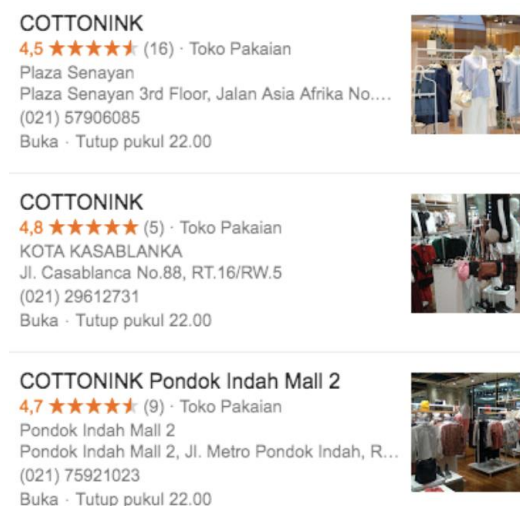 COTTONINK
4,5 ★★★★★ (16) · Toko Pakaian
Plaza Senayan
Plaza Senayan 3rd Floor, Jalan Asia Afrika No....
(021) 57906085
Buka · Tutup pukul 22.00
COTTONINK
4,8 ★★★★★ (5) · Toko Pakaian
KOTA KASABLANKA
Jl. Casablanca No.88, RT.16/RW.5
(021) 29612731
Buka · Tutup pukul 22.00
COTTONINK Pondok Indah Mall 2
4,7 ★★★★★ (9) · Toko Pakaian
Pondok Indah Mall 2
Pondok Indah Mall 2, Jl. Metro Pondok Indah, R...
(021) 75921023
Buka · Tutup pukul 22.00